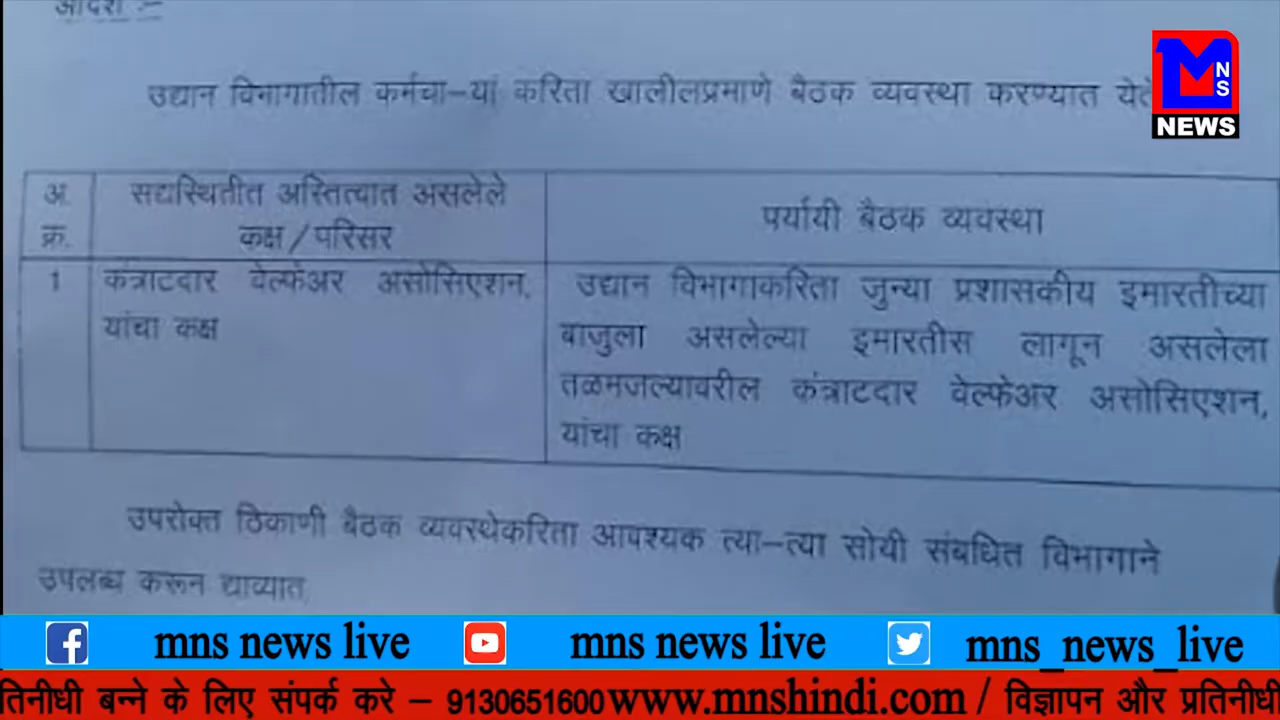 आदेश :–
उद्यान विभागातील कर्मचा–यां करिता खालीलप्रमाणे बैठक व्यवस्था करण्यात येते
अ. क्र.
सद्यस्थितीत अस्तित्यात असलेले
कक्ष / परिसर
पर्यायी बैठक व्यवस्था
1
कंत्राटदार वेल्फेअर असोसिएशन,
यांचा कक्ष
उद्यान विभागाकरिता जुन्या प्रशासकीय इमारतीच्या
बाजुला असलेल्या इमारतीस लागून असलेला
तळमजल्यावरील कंत्राटदार वेल्फेअर असोसिएशन,
यांचा कक्ष
उपरोक्त ठिकाणी बैठक व्यवस्थेकरिता आवश्यक त्या–त्या सोयी संबधित विभागाने
उपलब्ध करून द्याव्यात.
MNS
NEWS
mns news live
mns news live
mns_news_live
तिनीधी बन्ने के लिए संपर्क करे – 9130651600 www.mnshindi.com / विज्ञापन और प्रतिनीधी